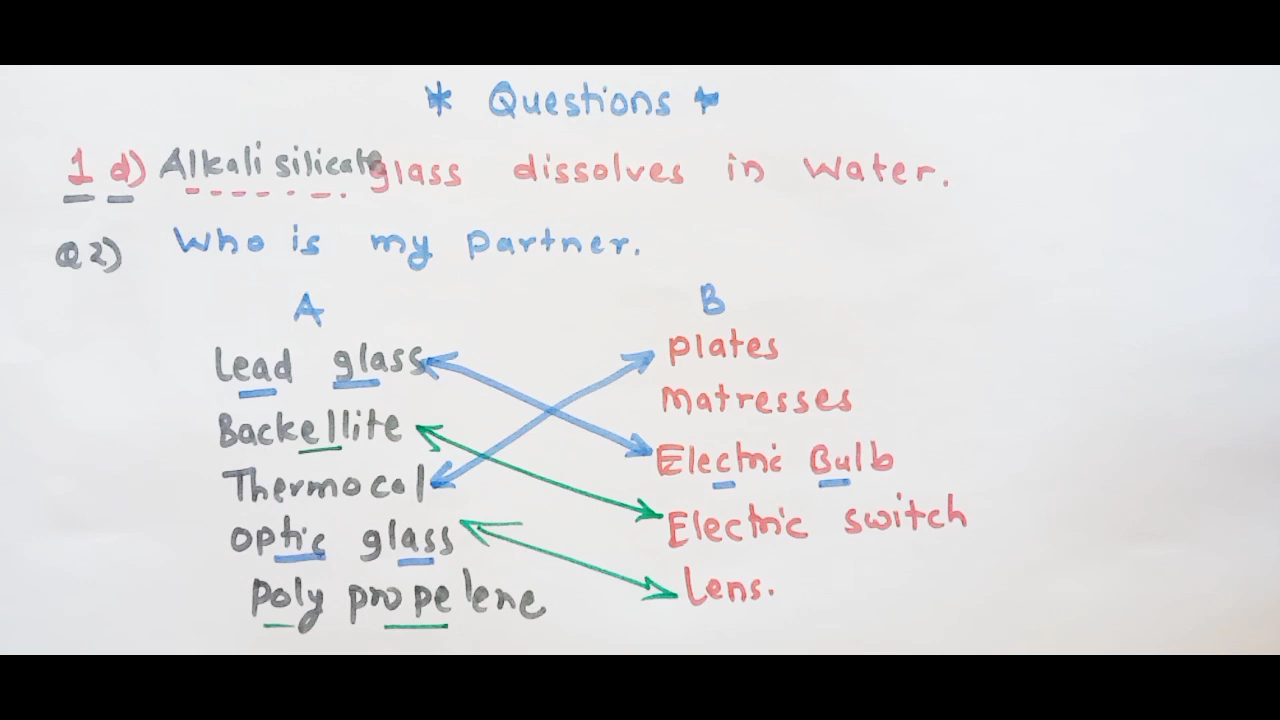 * Questions *
1 d) Alkali silicate glass dissolves in water.
Q 2) Who is my partner.
A B
Lead glass plates
Backellite Matresses
Thermocol Electric Bulb
optic glass Electric switch
Poly propelene Lens.